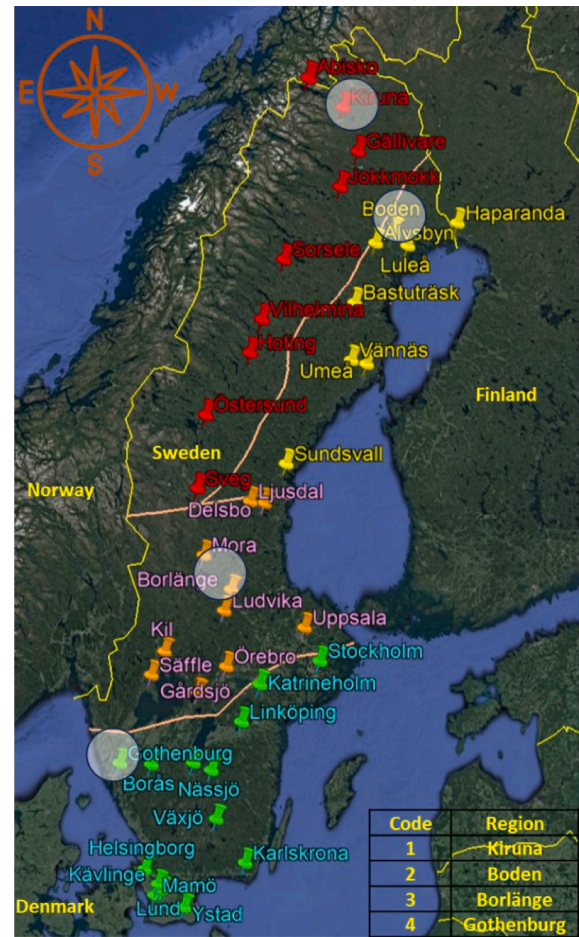 N
E
W
S
Abisko
Kiruna
Gällivare
Jokkmokk
Boden
Haparanda
Älvsbyn
Luleå
Sorsele
Bastuträsk
Vilhelmina
Hoting
Vännäs
Umeå
Finland
Östersund
Sweden
Sundsvall
Norway
Sveg
Ljusdal
Delsbo
Mora
Borlänge
Ludvika
Uppsala
Kil
Örebro
Stockholm
Säffle
Katrineholm
Gårdsjö
Linköping
Gothenburg
Borås
Nässjö
Växjö
Helsingborg
Karlskrona
Kävlinge
Mamö
Lund
Ystad
Denmark
Code Region
1 Kiruna
2 Boden
3 Borlänge
4 Gothenburg